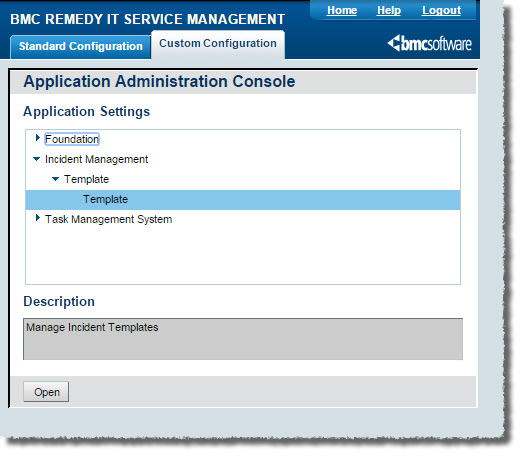 BMC REMEDY IT SERVICE MANAGEMENT
Home Help Logout
Standard Configuration Custom Configuration
bmcsoftware
Application Administration Console
Application Settings
Foundation
Incident Management
Template
Template
Task Management System
Description
Manage Incident Templates
Open